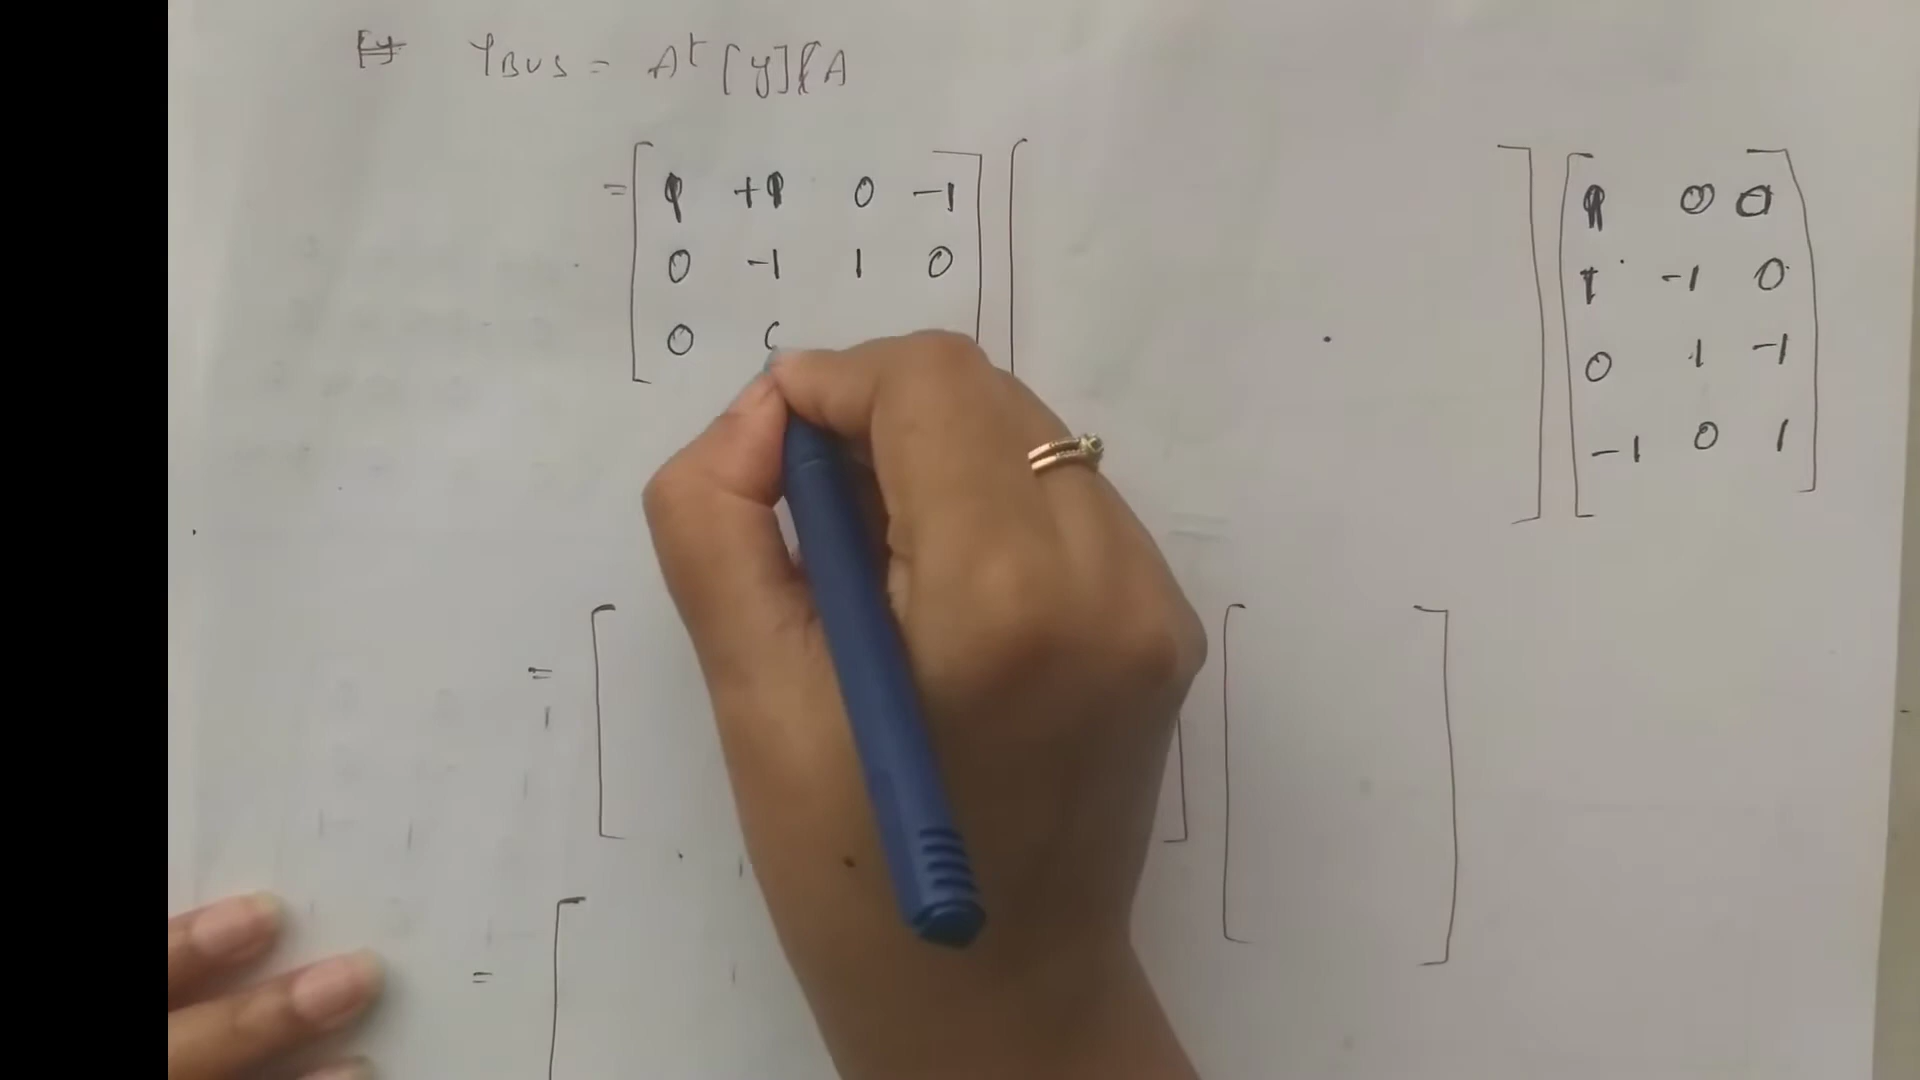 YBUS = At [y] A
= [ 1 +1 0 -1 ] [ ] [ 1 0 0 ]
0 -1 1 0 1 -1 0
0 0 0 1 -1
-1 0 1
= [ ] [ ]
= [